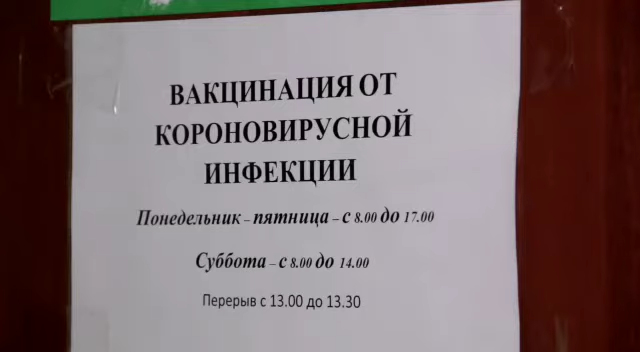 ВАКЦИНАЦИЯ ОТ
КОРОНОВИРУСНОЙ
ИНФЕКЦИИ
Понедельник – пятница – с 8.00 до 17.00
Суббота – с 8.00 до 14.00
Перерыв с 13.00 до 13.30